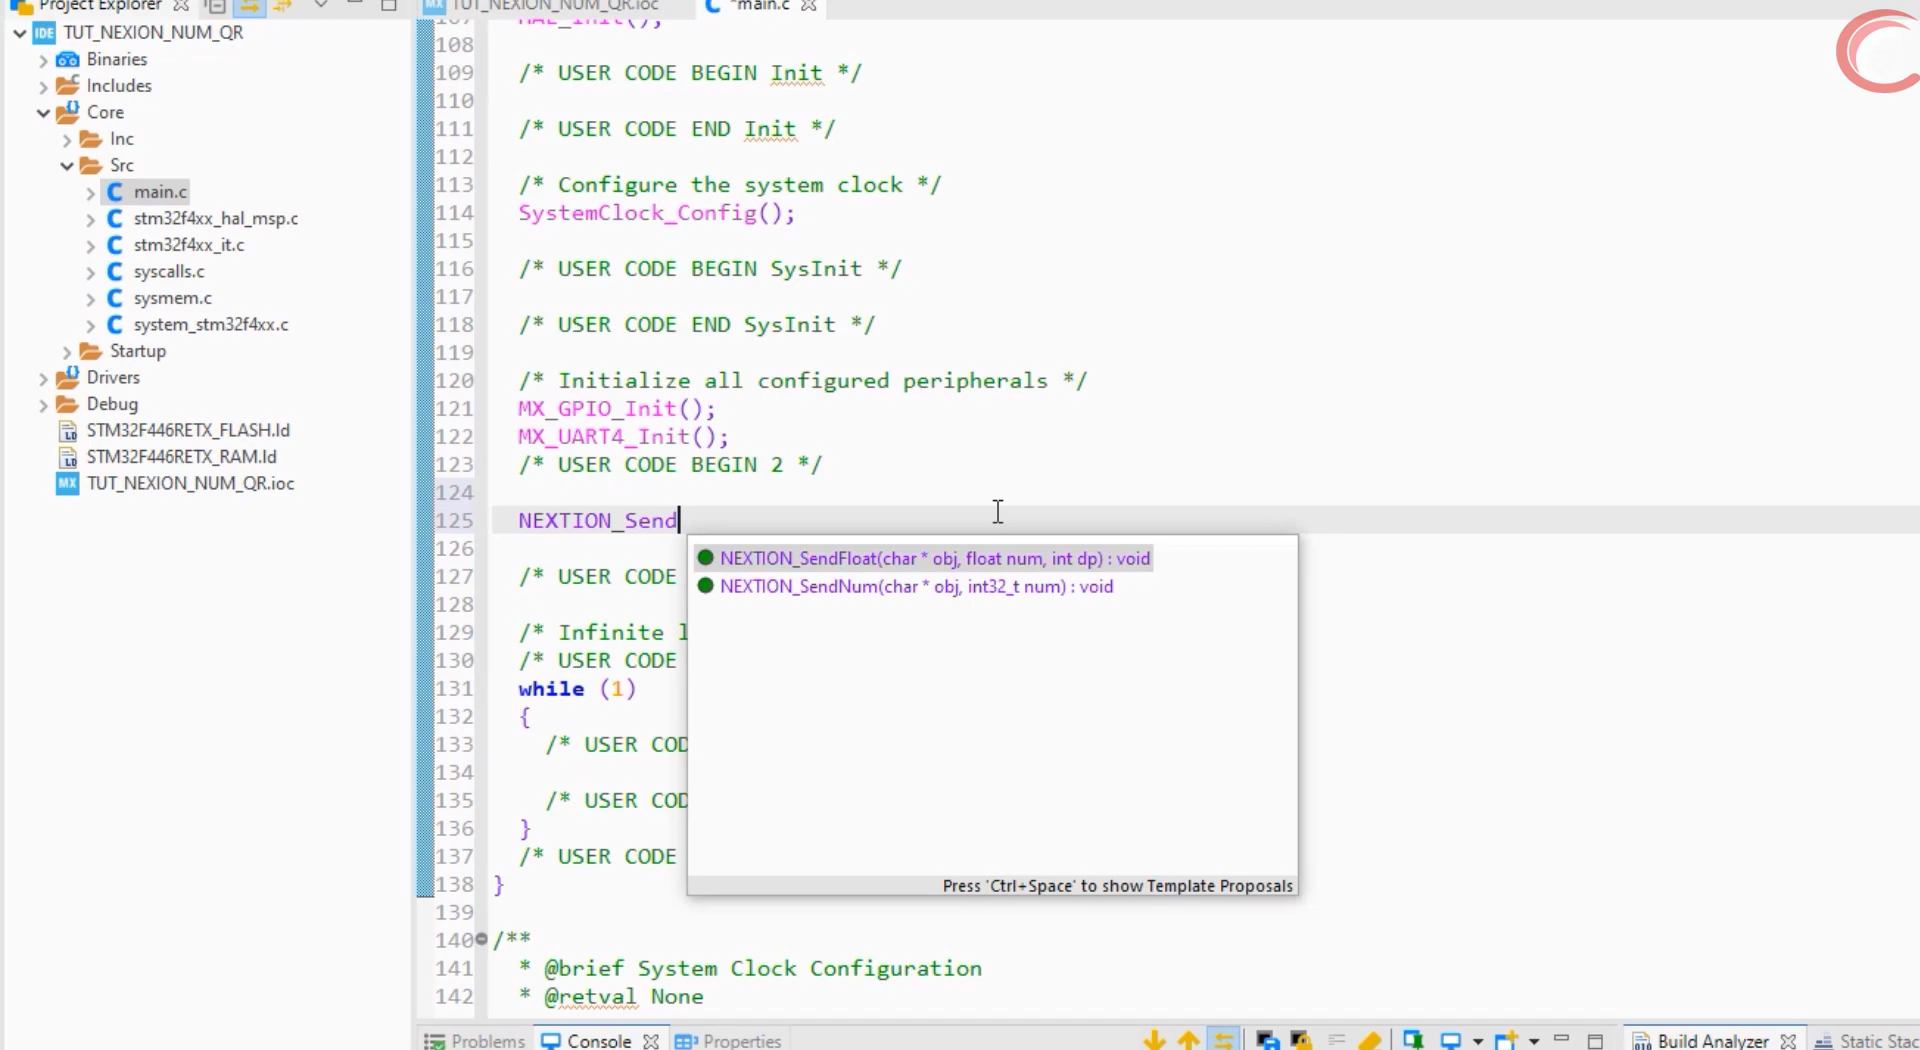 Project Explorer
TUT_NEXION_NUM_QR
Binaries
Includes
Core
Inc
Src
main.c
stm32f4xx_hal_msp.c
stm32f4xx_it.c
syscalls.c
sysmem.c
system_stm32f4xx.c
Startup
Drivers
Debug
STM32F446RETX_FLASH.ld
STM32F446RETX_RAM.ld
TUT_NEXION_NUM_QR.ioc
TUT_NEXION_NUM_QR.ioc
*main.c
107 HAL_Init();
108
109 /* USER CODE BEGIN Init */
110
111 /* USER CODE END Init */
112
113 /* Configure the system clock */
114 SystemClock_Config();
115
116 /* USER CODE BEGIN SysInit */
117
118 /* USER CODE END SysInit */
119
120 /* Initialize all configured peripherals */
121 MX_GPIO_Init();
122 MX_UART4_Init();
123 /* USER CODE BEGIN 2 */
124
125 NEXTION_Send
126
127 /* USER CODE
128
129 /* Infinite l
130 /* USER CODE
131 while (1)
132 {
133 /* USER COD
134
135 /* USER COD
136 }
137 /* USER CODE
138 }
139
140 /**
141 * @brief System Clock Configuration
142 * @retval None
NEXTION_SendFloat(char * obj, float num, int dp) : void
NEXTION_SendNum(char * obj, int32_t num) : void
Press 'Ctrl+Space' to show Template Proposals
Problems
Console
Properties
Build Analyzer
Static Stac